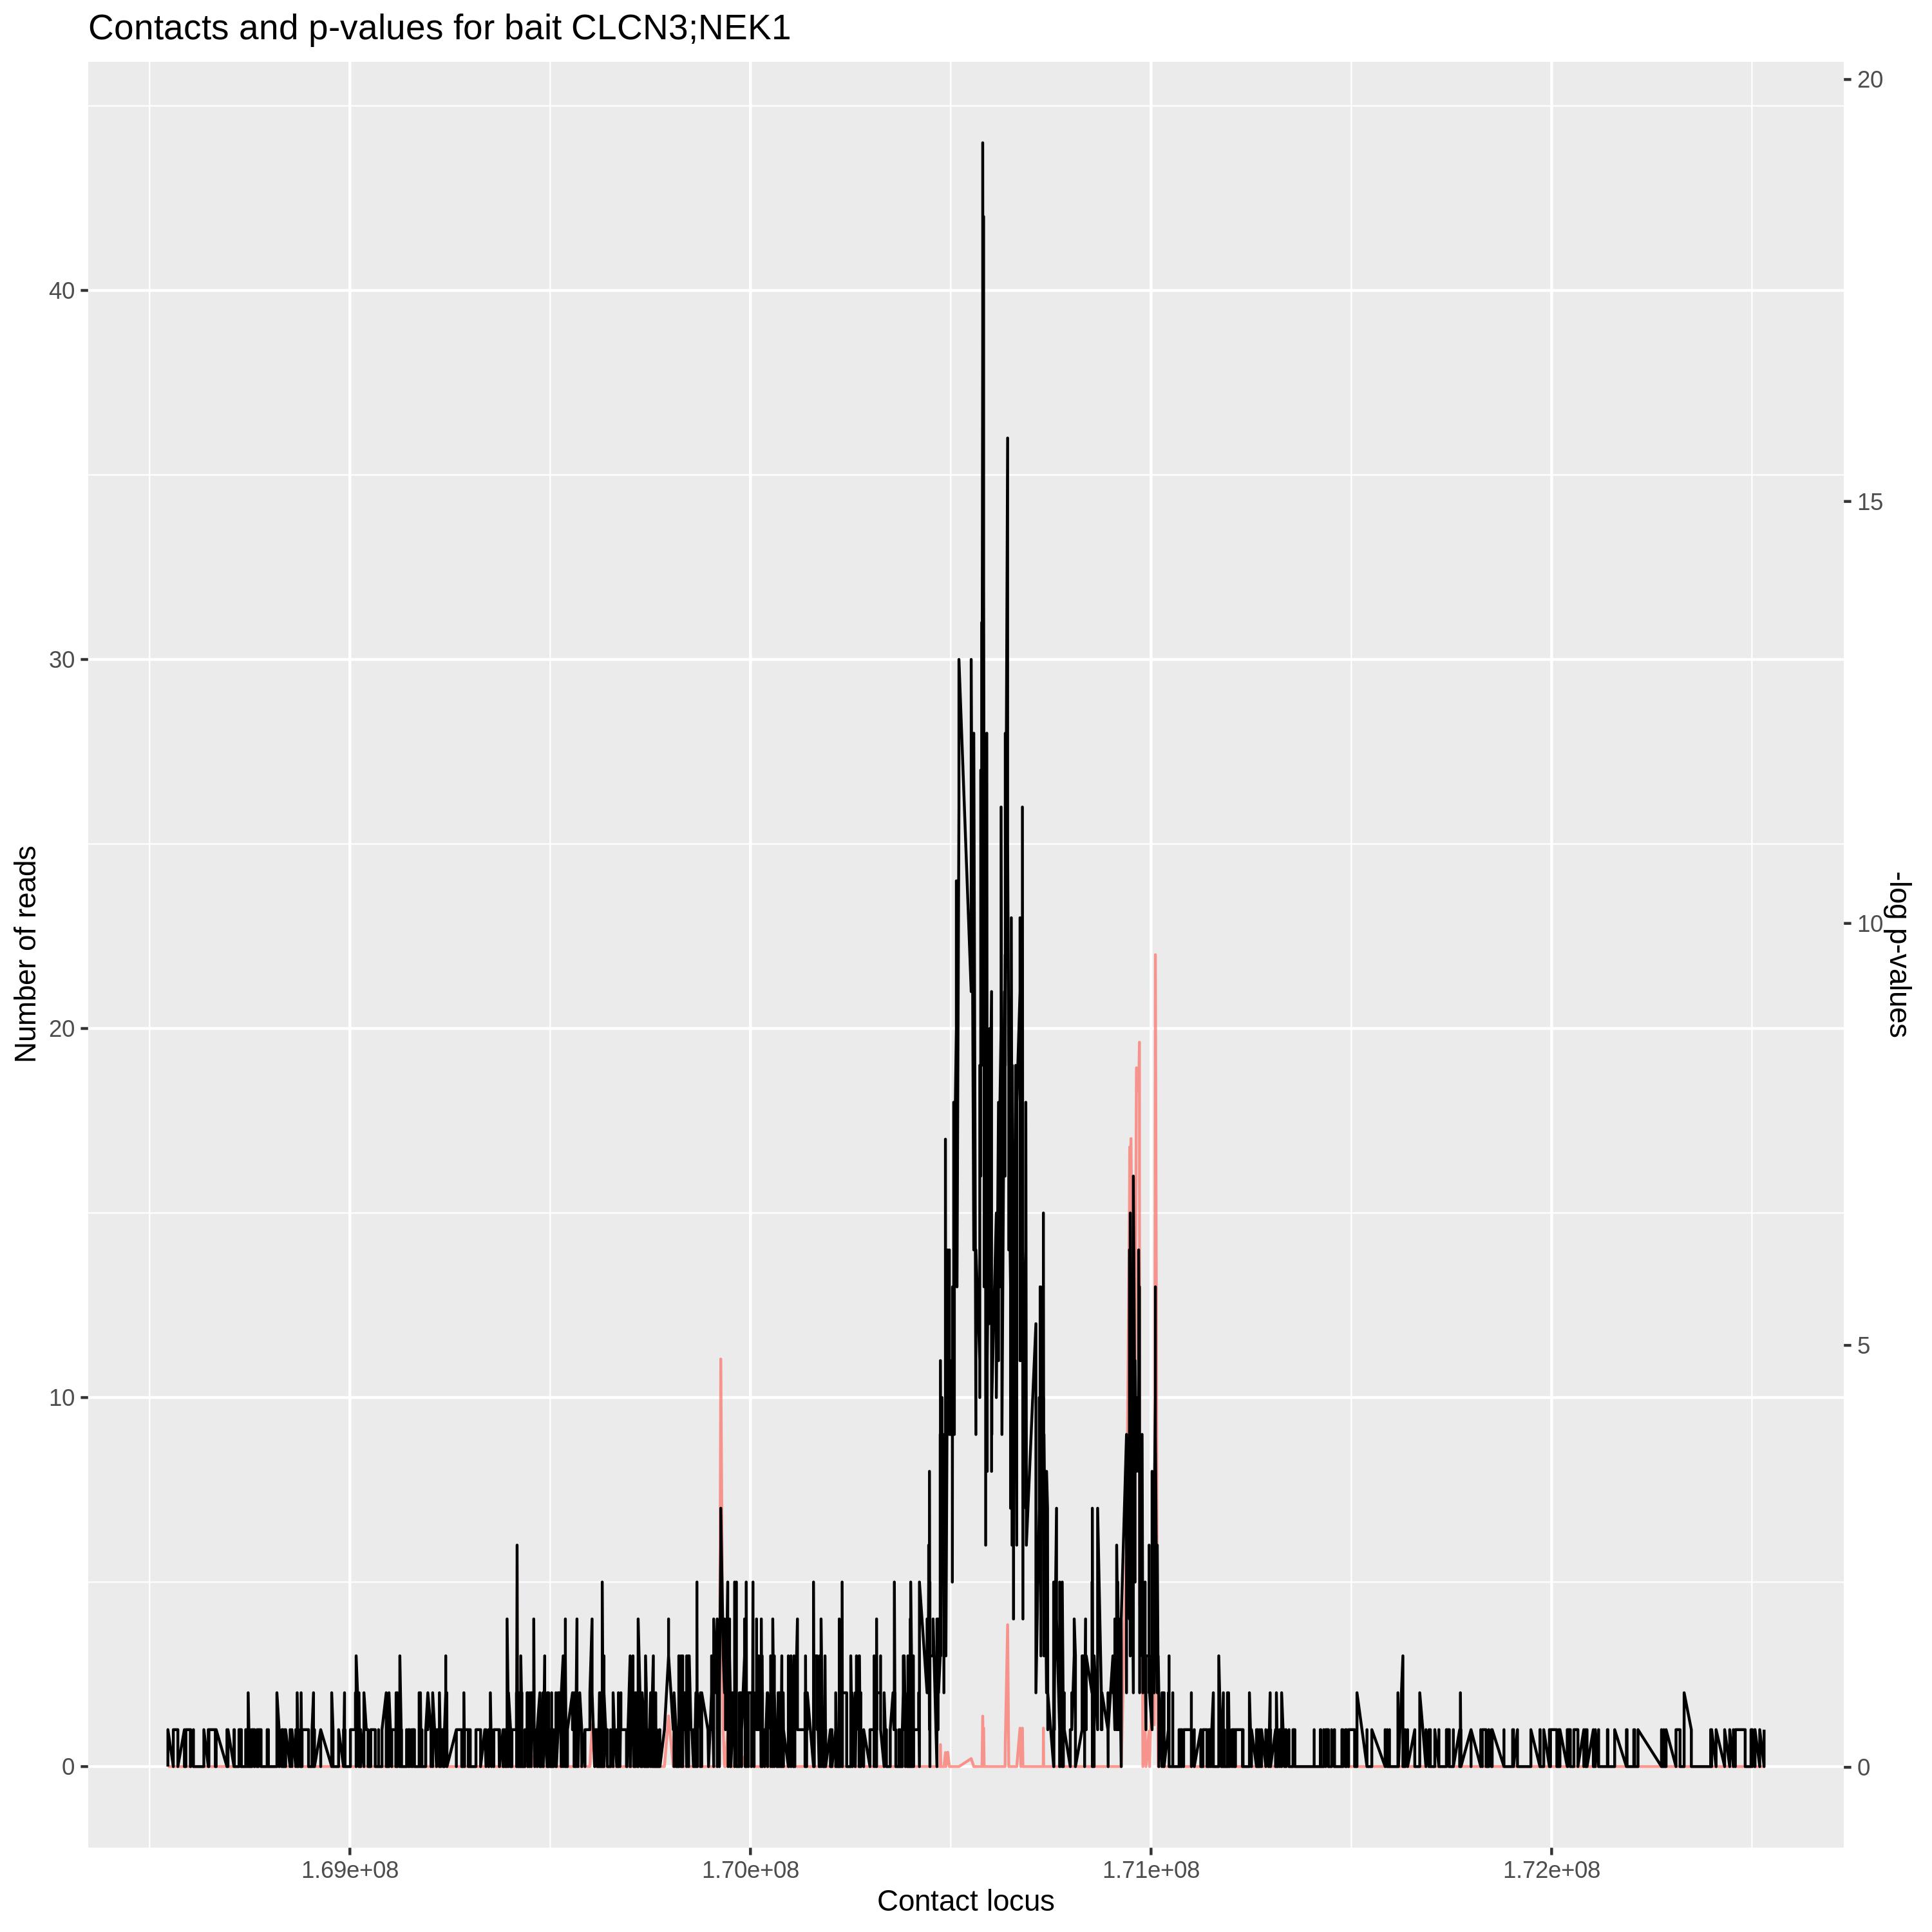 Contacts and p-values for bait CLCN3;NEK1
Number of reads
40
30
20
10
0
20
15
10
5
0
-log p-values
1.69e+08
1.70e+08
1.71e+08
1.72e+08
Contact locus